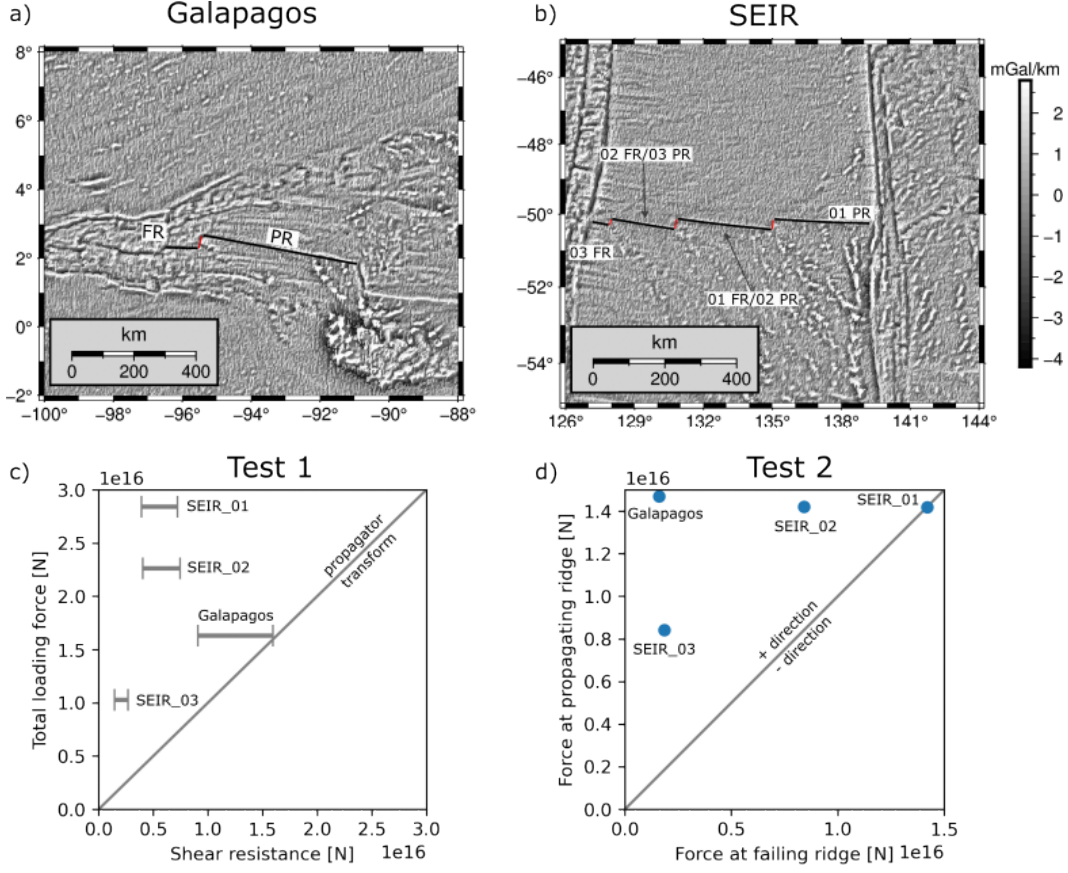 a)
Galapagos
8°
6°
4°
2°
0°
−2°
FR
PR
km
0 200 400
−100° −98° −96° −94° −92° −90° −88°
b)
SEIR
−46°
−48°
−50°
−52°
−54°
02 FR/03 PR
01 PR
03 FR
01 FR/02 PR
km
0 200 400
126° 129° 132° 135° 138° 141° 144°
mGal/km
2
1
0
−1
−2
−3
−4
c)
Test 1
1e16
Total loading force [N]
3.0
2.5
2.0
1.5
1.0
0.5
0.0
SEIR_01
SEIR_02
Galapagos
SEIR_03
propagator
transform
0.0 0.5 1.0 1.5 2.0 2.5 3.0
Shear resistance [N] 1e16
d)
Test 2
1e16
Force at propagating ridge [N]
1.4
1.2
1.0
0.8
0.6
0.4
0.2
0.0
Galapagos
SEIR_01
SEIR_02
SEIR_03
+ direction
- direction
0.0 0.5 1.0 1.5
Force at failing ridge [N] 1e16